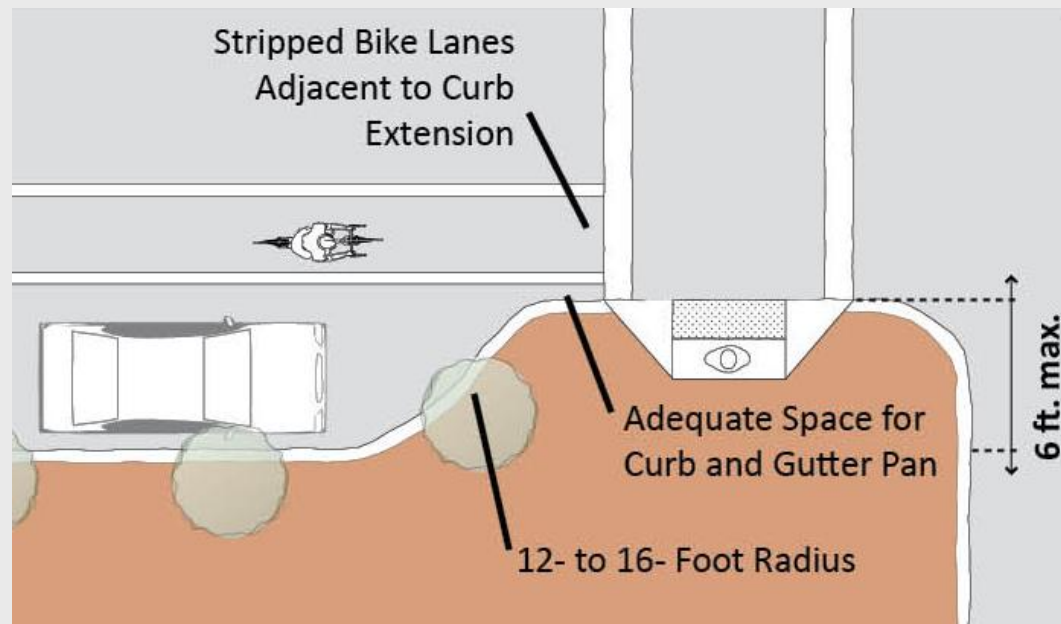 Stripped Bike Lanes
Adjacent to Curb
Extension
Adequate Space for
Curb and Gutter Pan
6 ft. max.
12- to 16- Foot Radius